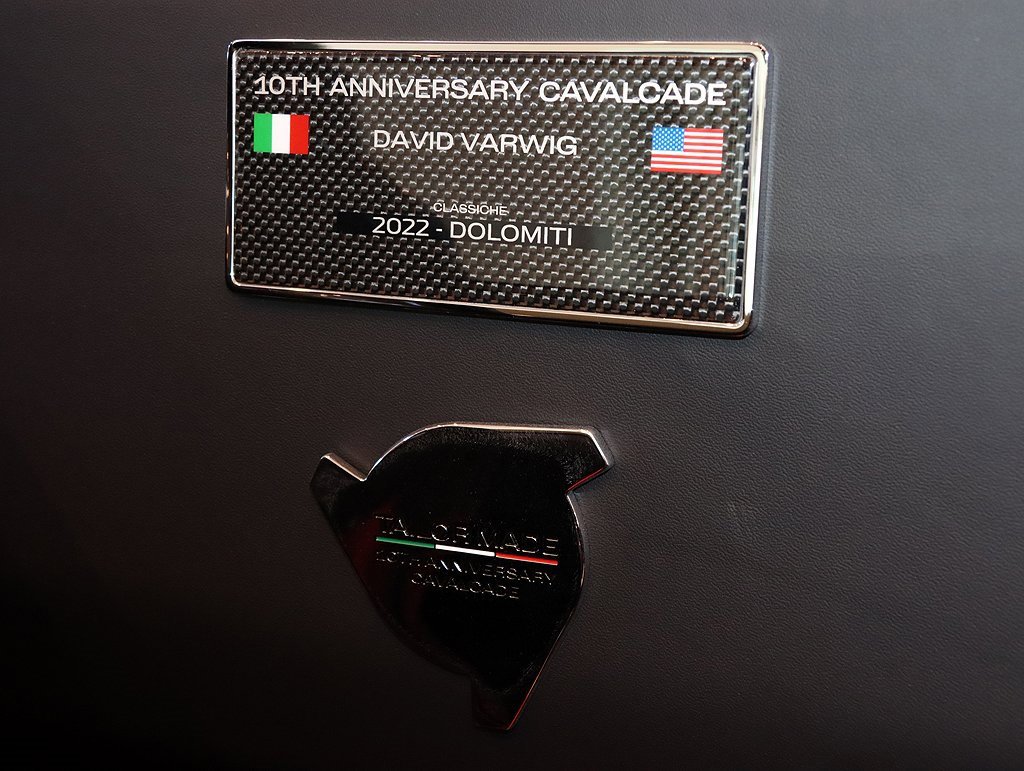 10TH ANNIVERSARY CAVALCADE
DAVID VARWIG
CLASSICHE
2022 - DOLOMITI
TAILOR MADE
10TH ANNIVERSARY
CAVALCADE